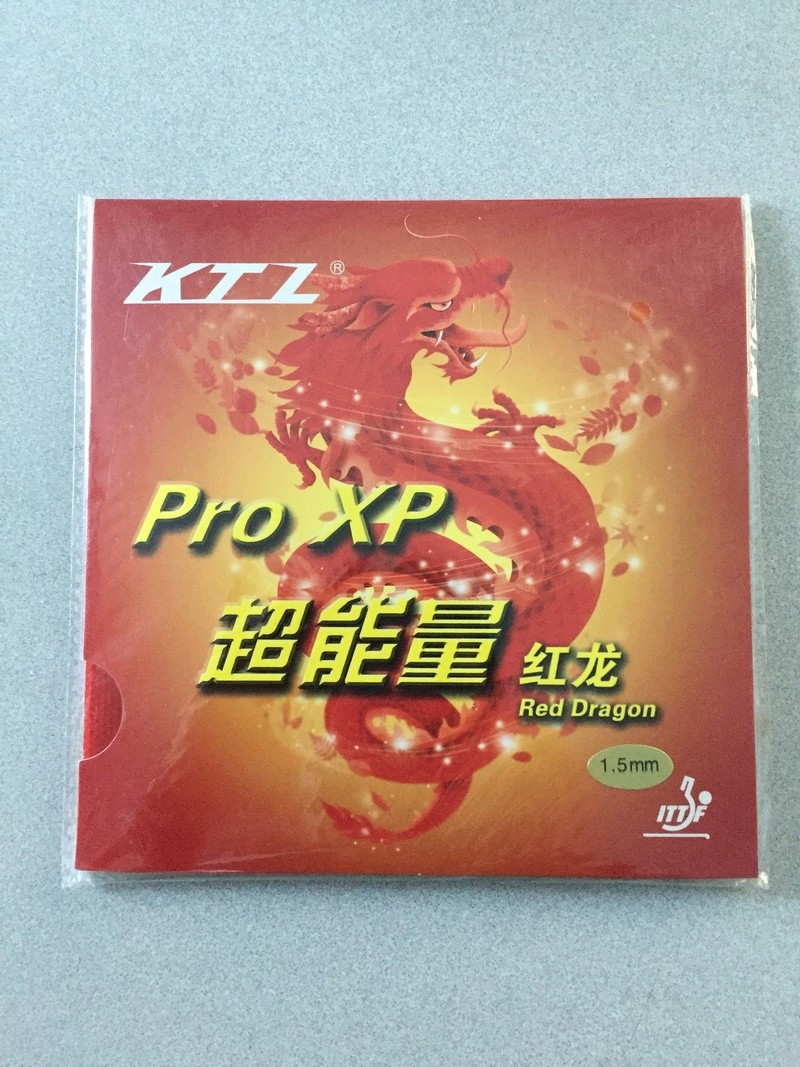 KTL®
Pro XP
超能量 红龙
Red Dragon
1.5mm
ITTF